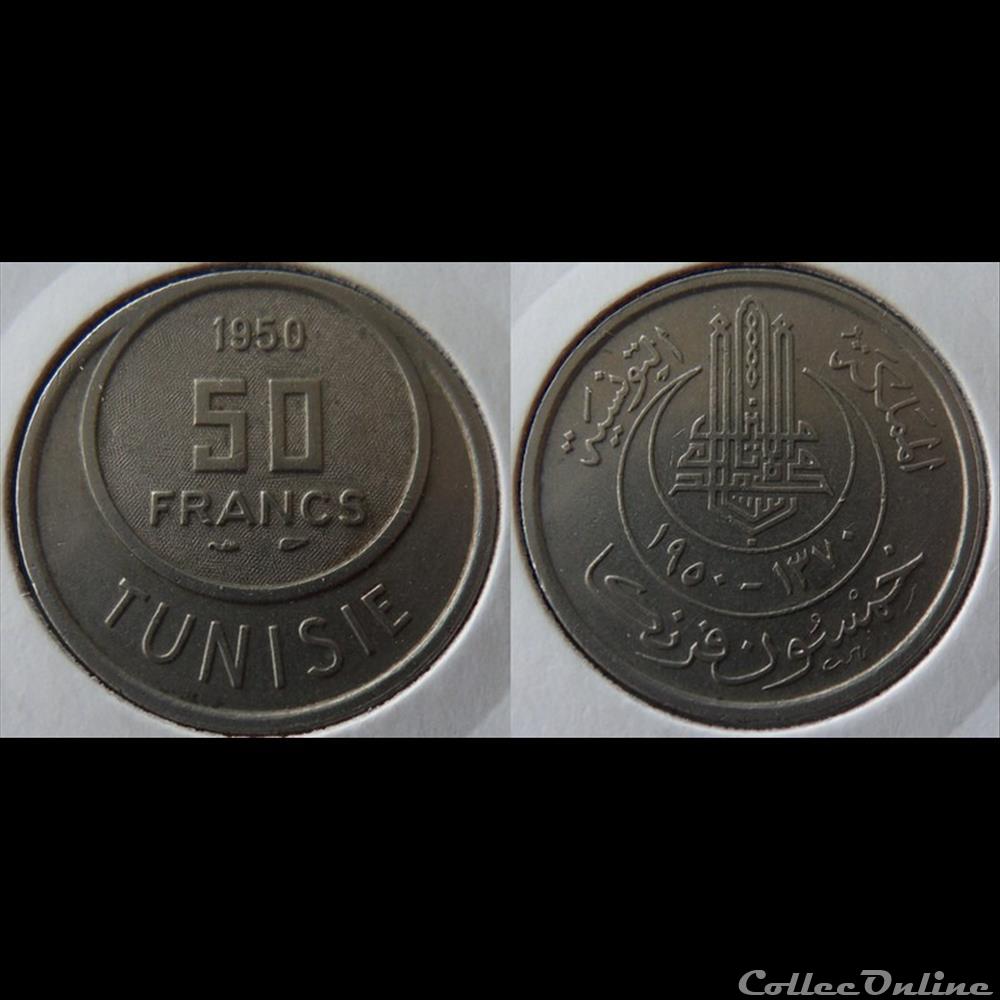 1950
50
FRANCS
TUNISIE
المملكة
التونسية
١٣٧٠ - ١٩٥٠
خمسون فرنكا
CollecOnline